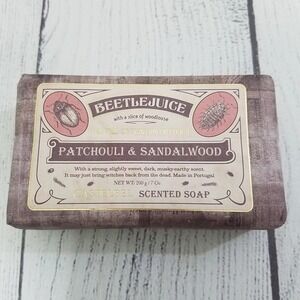 BEETLEJUICE
with a slice of woodlouse
PATCHOULI & SANDALWOOD
With a strong, slightly sweet, dark, musky-earthy scent.
It may just bring witches back from the dead. Made in Portugal
NET WT. 200 g / 7 Oz
SCENTED SOAP